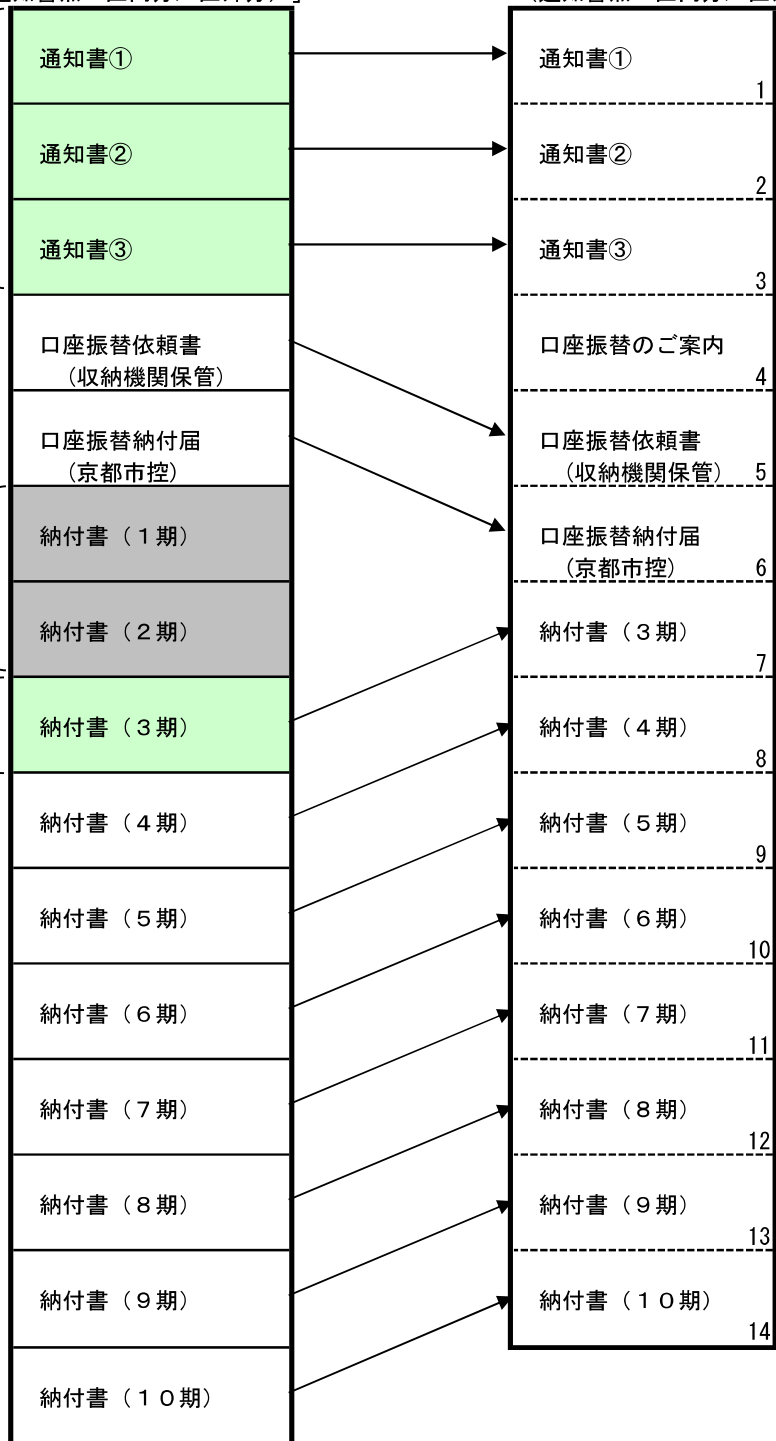 通知書①
通知書②
通知書③
口座振替依頼書
（収納機関保管）
口座振替納付届
（京都市控）
納付書（１期）
納付書（２期）
納付書（３期）
納付書（４期）
納付書（５期）
納付書（６期）
納付書（７期）
納付書（８期）
納付書（９期）
納付書（１０期）
通知書①
1
通知書②
2
通知書③
3
口座振替のご案内
4
口座振替依頼書
（収納機関保管） 5
口座振替納付届
（京都市控） 6
納付書（３期）
7
納付書（４期）
8
納付書（５期）
9
納付書（６期）
10
納付書（７期）
11
納付書（８期）
12
納付書（９期）
13
納付書（１０期）
14